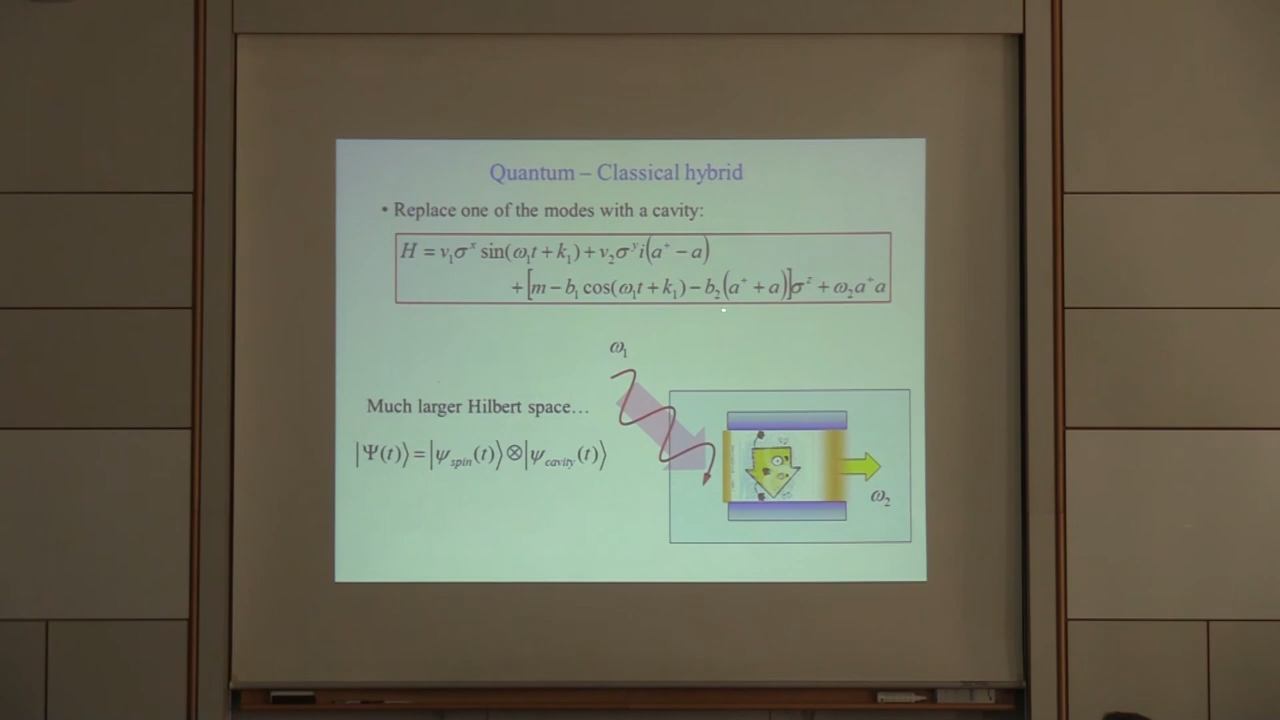 Quantum – Classical hybrid
• Replace one of the modes with a cavity:
H = v₁σˣ sin(ω₁t + k₁) + v₂σʸi(a⁺ − a)
+ [m − b₁ cos(ω₁t + k₁) − b₂(a⁺ + a)]σᶻ + ω₂a⁺a
ω₁
Much larger Hilbert space…
|Ψ(t)⟩ = |ψ_spin(t)⟩ ⊗ |ψ_cavity(t)⟩
ω₂